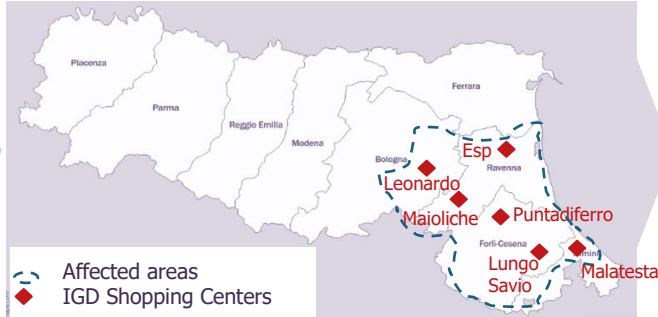 Piacenza
Parma
Reggio Emilia
Modena
Bologna
Ferrara
Ravenna
Esp
Leonardo
Maioliche
Puntadiferro
Forlì-Cesena
Lungo
Savio
Malatesta
Affected areas
IGD Shopping Centers